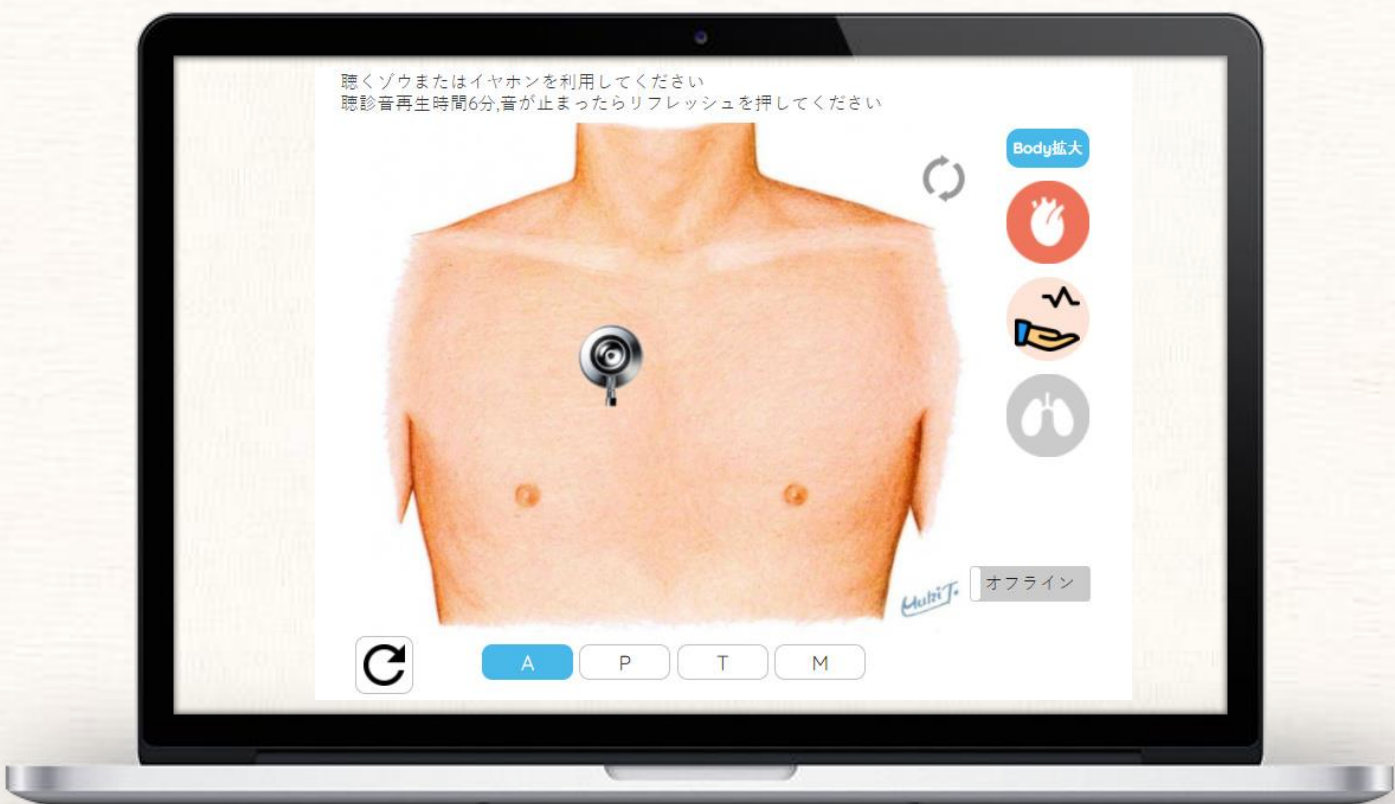 聴くゾウまたはイヤホンを利用してください
聴診音再生時間6分,音が止まったらリフレッシュを押してください
Body拡大
オフライン
A
P
T
M